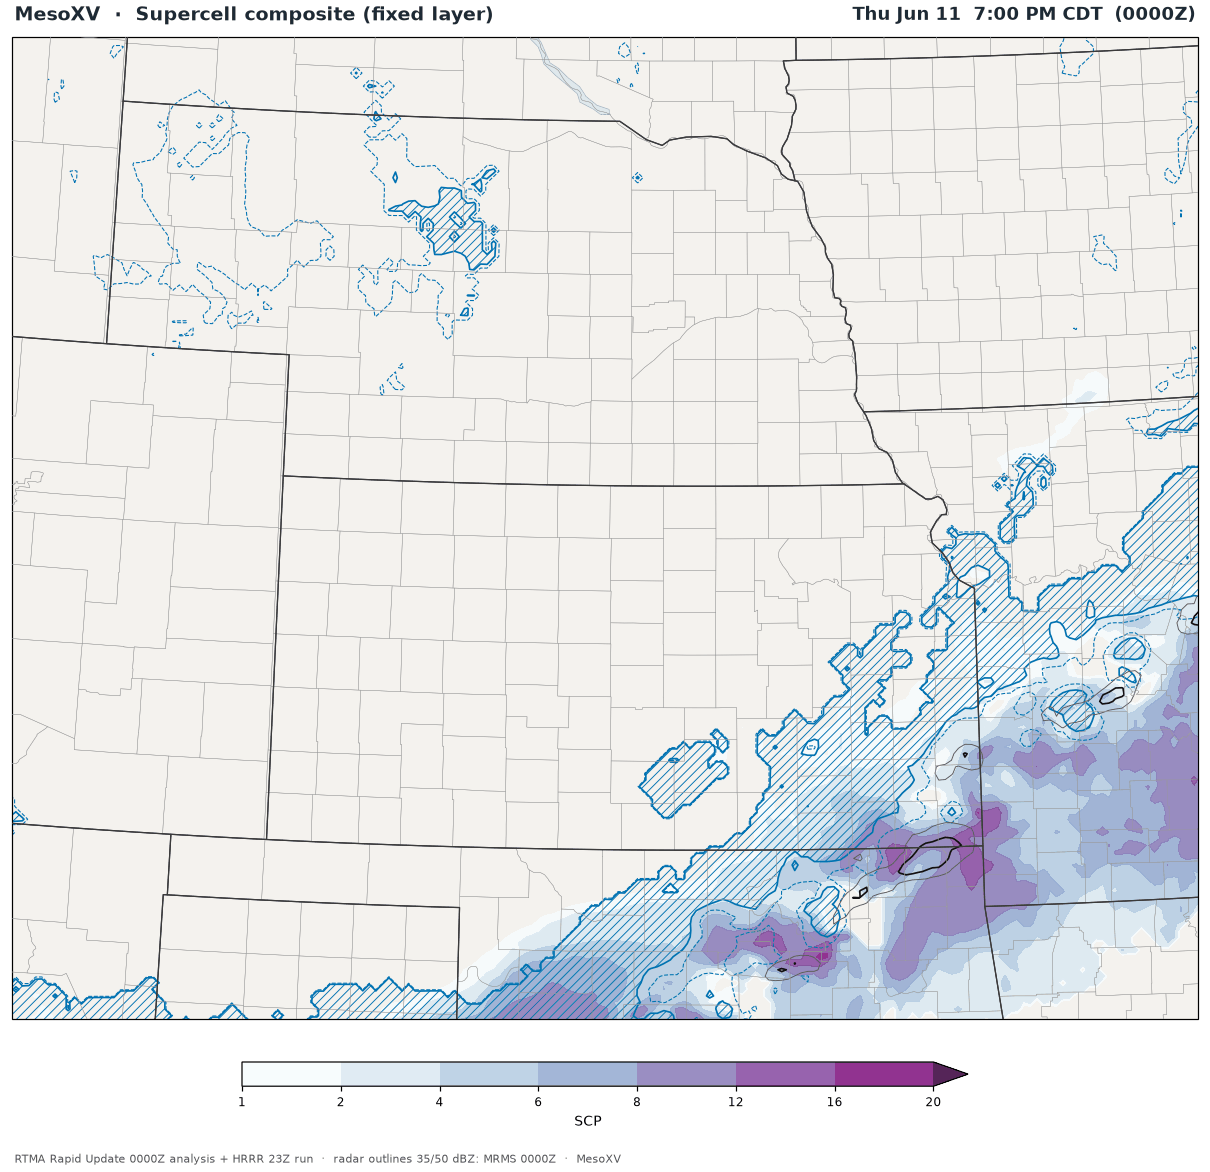 MesoXV · Supercell composite (fixed layer)
Thu Jun 11 7:00 PM CDT (0000Z)
1 2 4 6 8 12 16 20
SCP
RTMA Rapid Update 0000Z analysis + HRRR 23Z run · radar outlines 35/50 dBZ: MRMS 0000Z · MesoXV